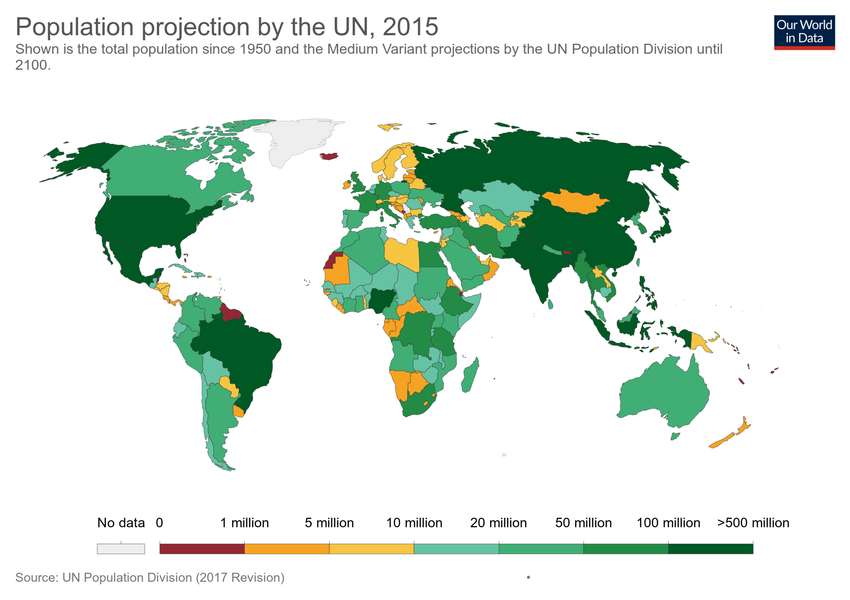 Population projection by the UN, 2015
Our World
in Data
Shown is the total population since 1950 and the Medium Variant projections by the UN Population Division until
2100.
No data 0 1 million 5 million 10 million 20 million 50 million 100 million >500 million
Source: UN Population Division (2017 Revision) •